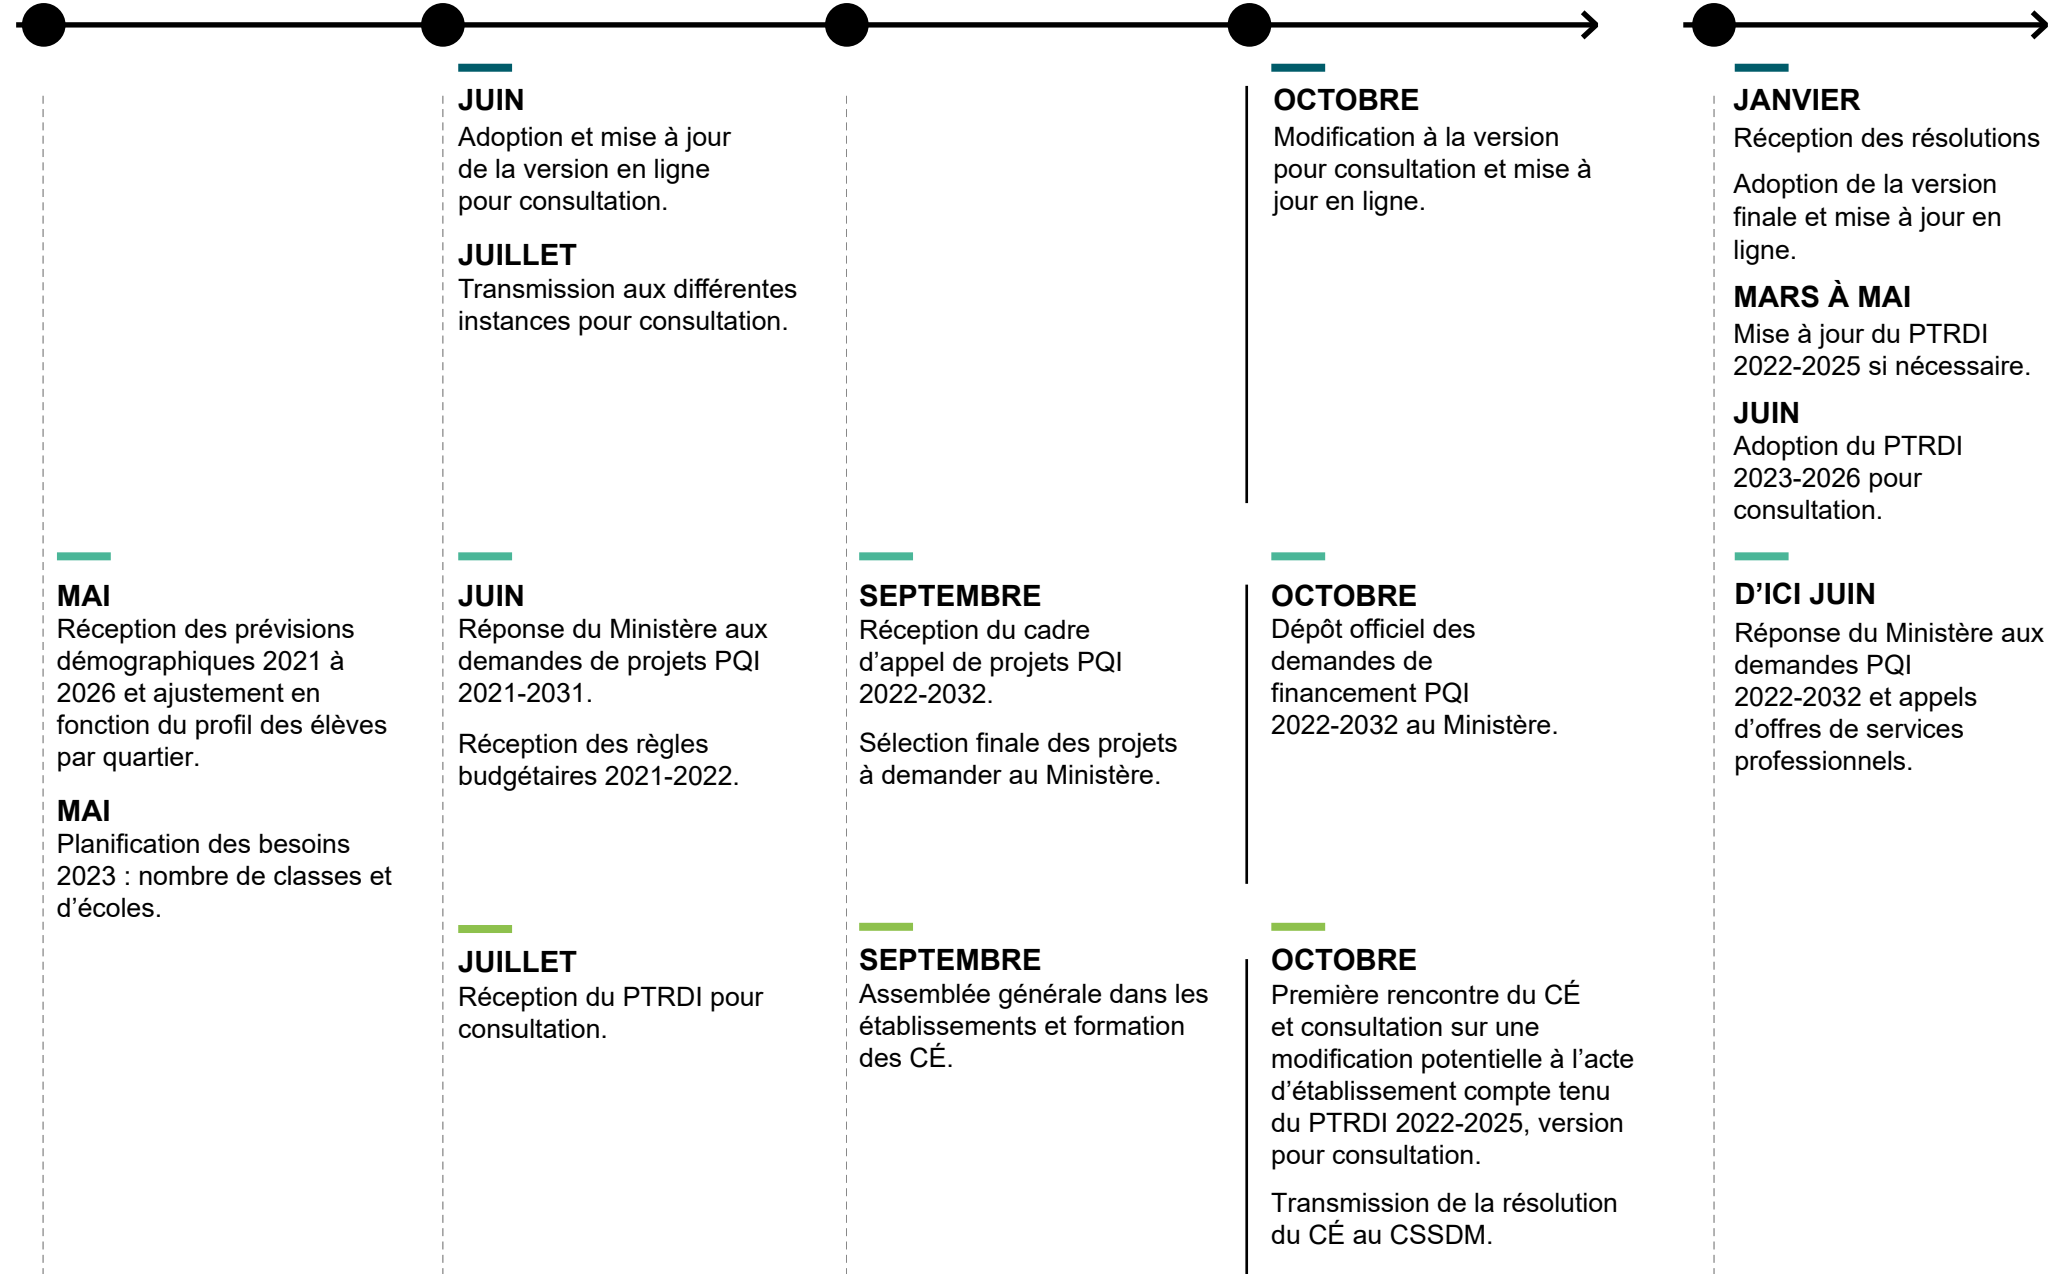 JUIN
Adoption et mise à jour
de la version en ligne
pour consultation.
JUILLET
Transmission aux différentes
instances pour consultation.
OCTOBRE
Modification à la version
pour consultation et mise à
jour en ligne.
JANVIER
Réception des résolutions
Adoption de la version
finale et mise à jour en
ligne.
MARS À MAI
Mise à jour du PTRDI
2022-2025 si nécessaire.
JUIN
Adoption du PTRDI
2023-2026 pour
consultation.
MAI
Réception des prévisions
démographiques 2021 à
2026 et ajustement en
fonction du profil des élèves
par quartier.
MAI
Planification des besoins
2023 : nombre de classes et
d’écoles.
JUIN
Réponse du Ministère aux
demandes de projets PQI
2021-2031.
Réception des règles
budgétaires 2021-2022.
SEPTEMBRE
Réception du cadre
d’appel de projets PQI
2022-2032.
Sélection finale des projets
à demander au Ministère.
OCTOBRE
Dépôt officiel des
demandes de
financement PQI
2022-2032 au Ministère.
D’ICI JUIN
Réponse du Ministère aux
demandes PQI
2022-2032 et appels
d’offres de services
professionnels.
JUILLET
Réception du PTRDI pour
consultation.
SEPTEMBRE
Assemblée générale dans les
établissements et formation
des CÉ.
OCTOBRE
Première rencontre du CÉ
et consultation sur une
modification potentielle à l’acte
d’établissement compte tenu
du PTRDI 2022-2025, version
pour consultation.
Transmission de la résolution
du CÉ au CSSDM.